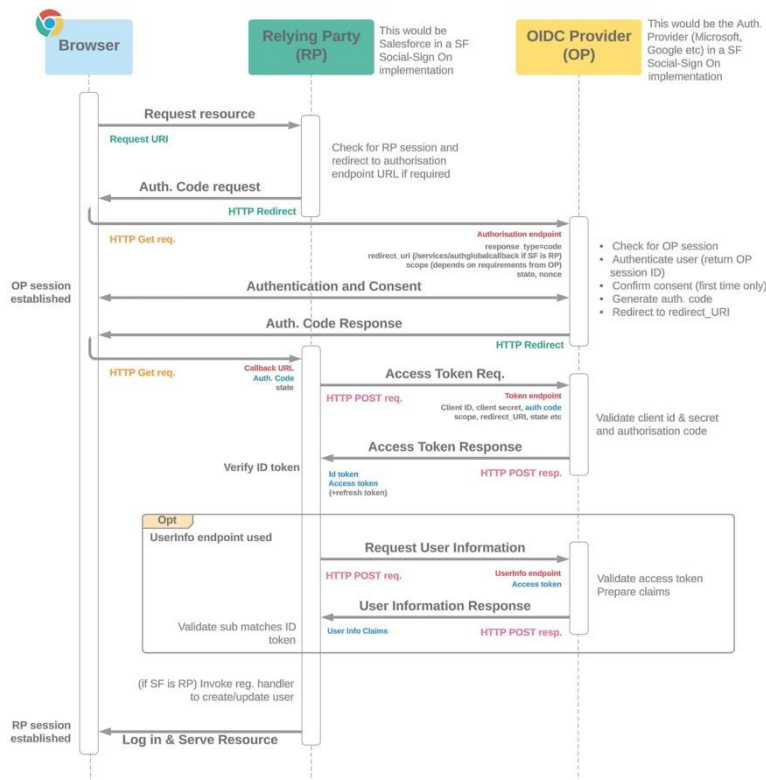 Browser
Relying Party
(RP)
This would be
Salesforce in a SF
Social-Sign On
implementation
OIDC Provider
(OP)
This would be the Auth.
Provider (Microsoft,
Google etc) in a SF
Social-Sign On
implementation
Request resource
Request URI
Check for RP session and
redirect to authorisation
endpoint URL if required
Auth. Code request
HTTP Redirect
HTTP Get req.
Authorisation endpoint
response_type=code
redirect_url (/services/authglobalcallback if SF is RP)
scope (depends on requirements from OP)
state, nonce
• Check for OP session
• Authenticate user (return OP
session ID)
• Confirm consent (first time only)
• Generate auth. code
• Redirect to redirect_URI
OP session
established
Authentication and Consent
Auth. Code Response
HTTP Redirect
HTTP Get req.
Callback URL
Auth. Code
state
Access Token Req.
HTTP POST req.
Token endpoint
Client ID, client secret, auth code
scope, redirect_URI, state etc
Validate client id & secret
and authorisation code
Access Token Response
Verify ID token
Id token
Access token
(+refresh token)
HTTP POST resp.
Opt
UserInfo endpoint used
Request User Information
HTTP POST req.
UserInfo endpoint
Access token
Validate access token
Prepare claims
User Information Response
Validate sub matches ID
token
User Info Claims
HTTP POST resp.
(if SF is RP) Invoke reg. handler
to create/update user
RP session
established
Log in & Serve Resource